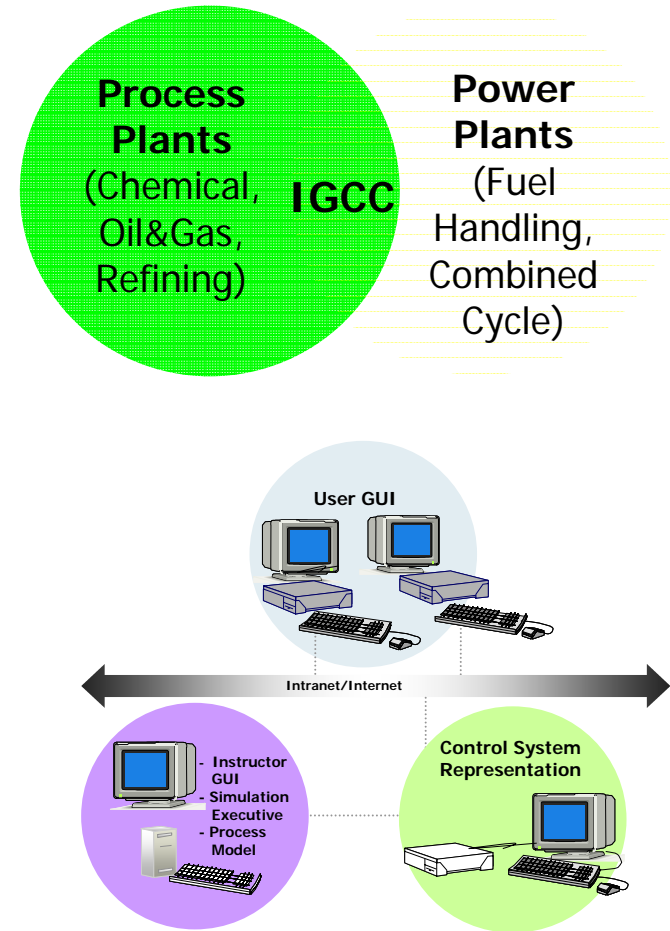 Process
Plants
(Chemical,
Oil&Gas,
Refining)
IGCC
Power
Plants
(Fuel
Handling,
Combined
Cycle)
User GUI
Intranet/Internet
- Instructor
GUI
- Simulation
Executive
- Process
Model
Control System
Representation